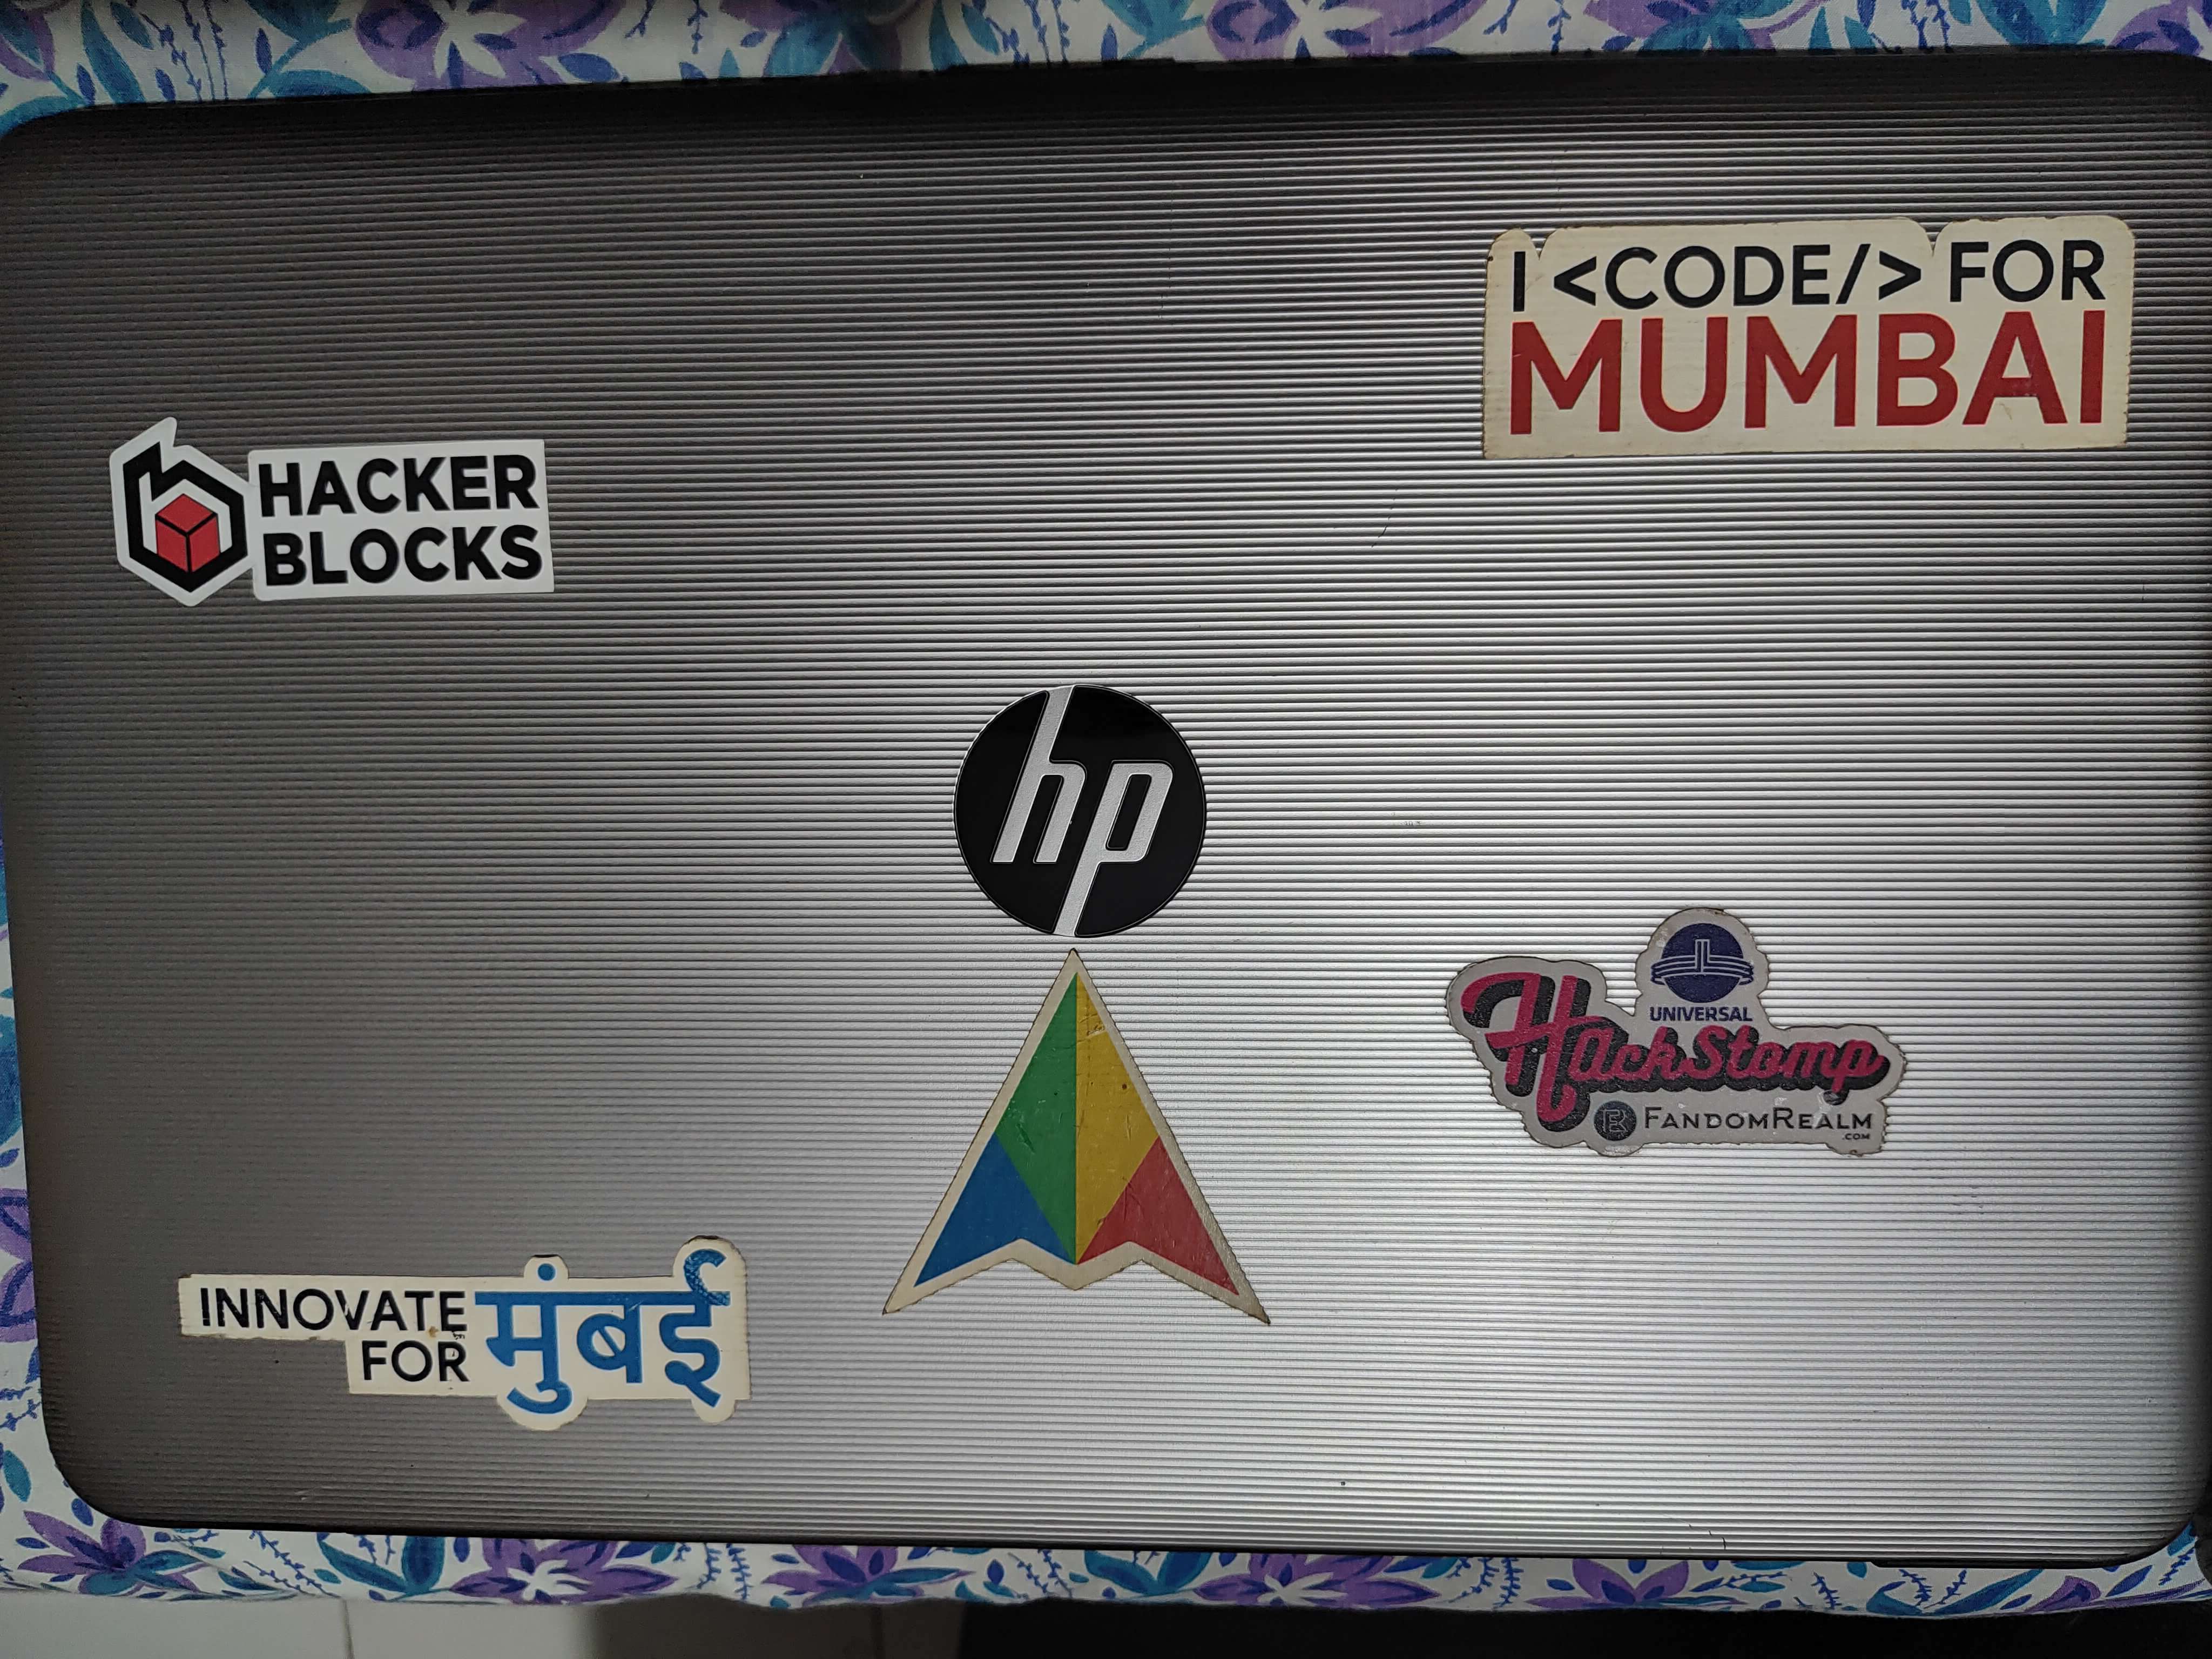 I <CODE/> FOR
MUMBAI
HACKER
BLOCKS
hp
UNIVERSAL
HackStomp
FANDOMREALM
.COM
INNOVATE
FOR मुंबई